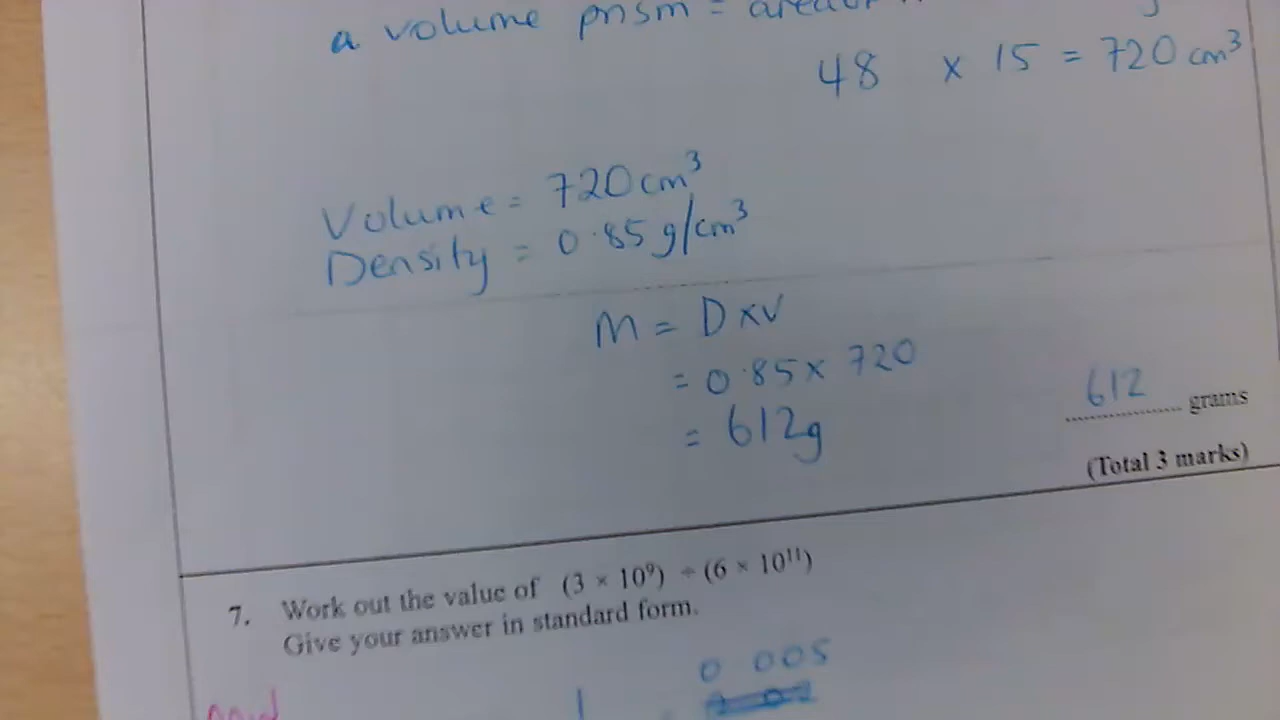 a volume prism =
48 × 15 = 720 cm³
Volume = 720 cm³
Density = 0.85 g/cm³
M = D×V
= 0.85 × 720
= 612g
612 grams
(Total 3 marks)
7. Work out the value of (3 × 10⁹) ÷ (6 × 10¹¹)
Give your answer in standard form.
0 005